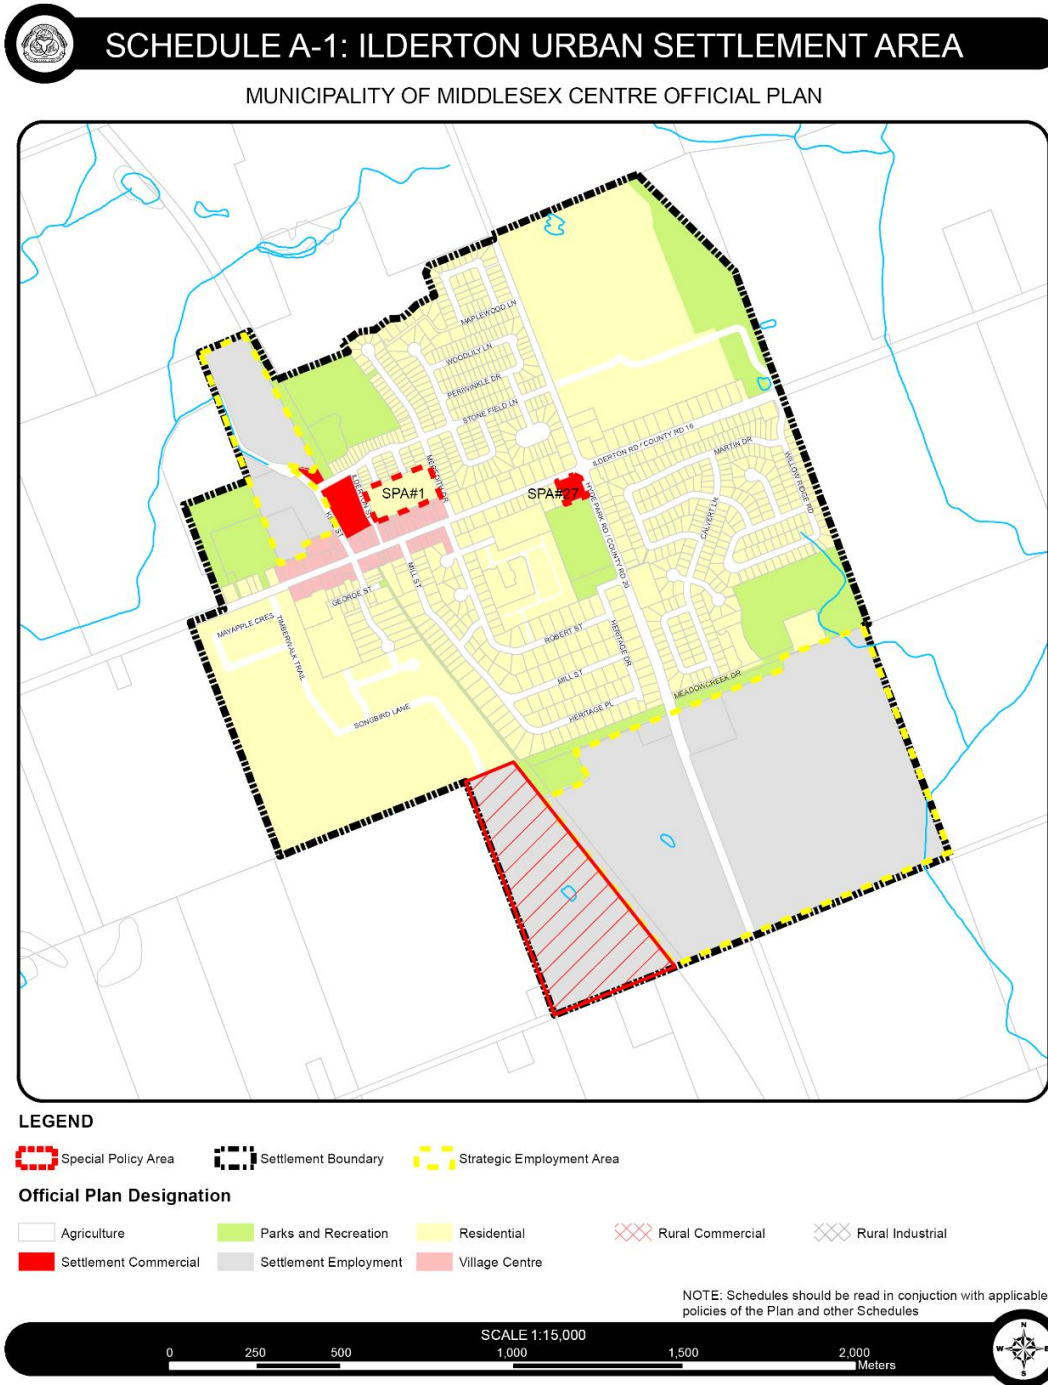 SCHEDULE A-1: ILDERTON URBAN SETTLEMENT AREA
MUNICIPALITY OF MIDDLESEX CENTRE OFFICIAL PLAN
MAPLEWOOD LN
WOODLILY LN
PERIWINKLE DR
STONE FIELD LN
ILDERTON RD / COUNTY RD 16
MARTIN DR
WILLOW RIDGE RD
CALVERT LN
MEREDITH DR
SPA#1
SPA#27
ILDERTON ST
KING ST
HYDE PARK RD / COUNTY RD 20
MILL ST
GEORGE ST
MAYAPPLE CRES
TIMBERWALK TRAIL
ROBERT ST
HERITAGE DR
MILL ST
MEADOWCREEK DR
HERITAGE PL
SONGBIRD LANE
LEGEND
Special Policy Area
Settlement Boundary
Strategic Employment Area
Official Plan Designation
Agriculture
Parks and Recreation
Residential
Rural Commercial
Rural Industrial
Settlement Commercial
Settlement Employment
Village Centre
NOTE: Schedules should be read in conjuction with applicable
policies of the Plan and other Schedules
SCALE 1:15,000
0 250 500 1,000 1,500 2,000
Meters
N
W E
S